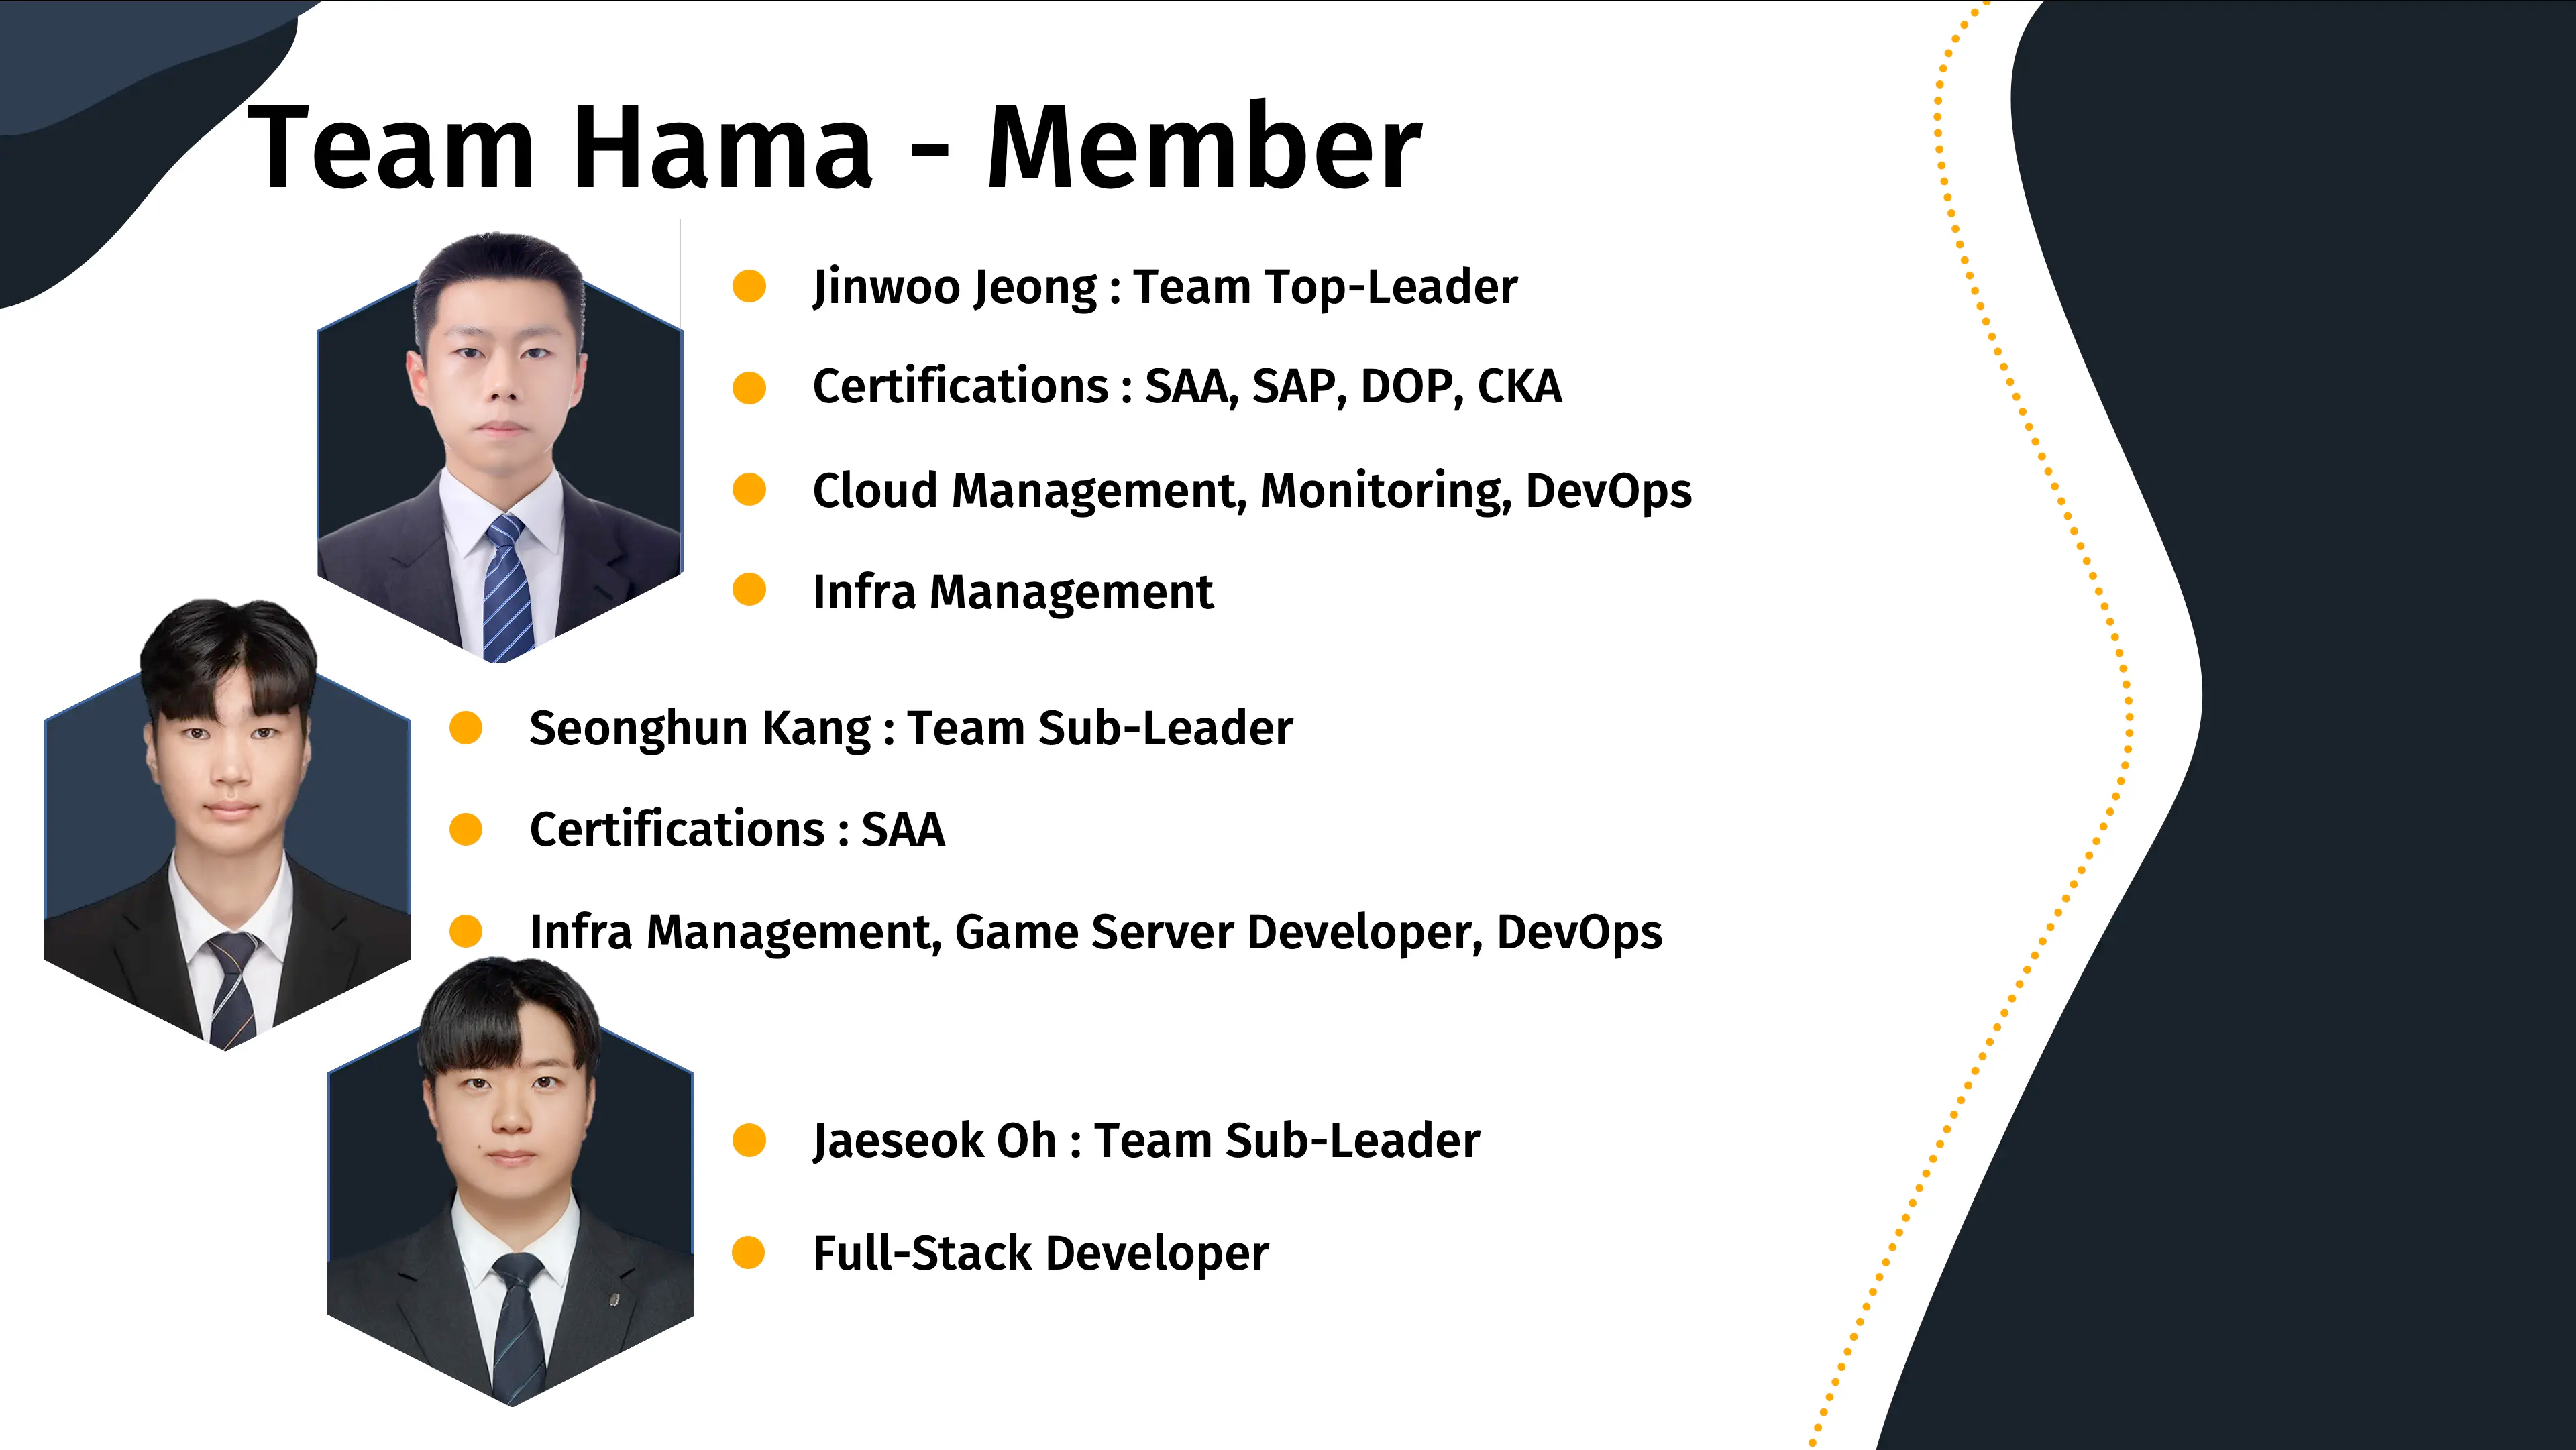 Team Hama - Member
Jinwoo Jeong : Team Top-Leader
Certifications : SAA, SAP, DOP, CKA
Cloud Management, Monitoring, DevOps
Infra Management
Seonghun Kang : Team Sub-Leader
Certifications : SAA
Infra Management, Game Server Developer, DevOps
Jaeseok Oh : Team Sub-Leader
Full-Stack Developer